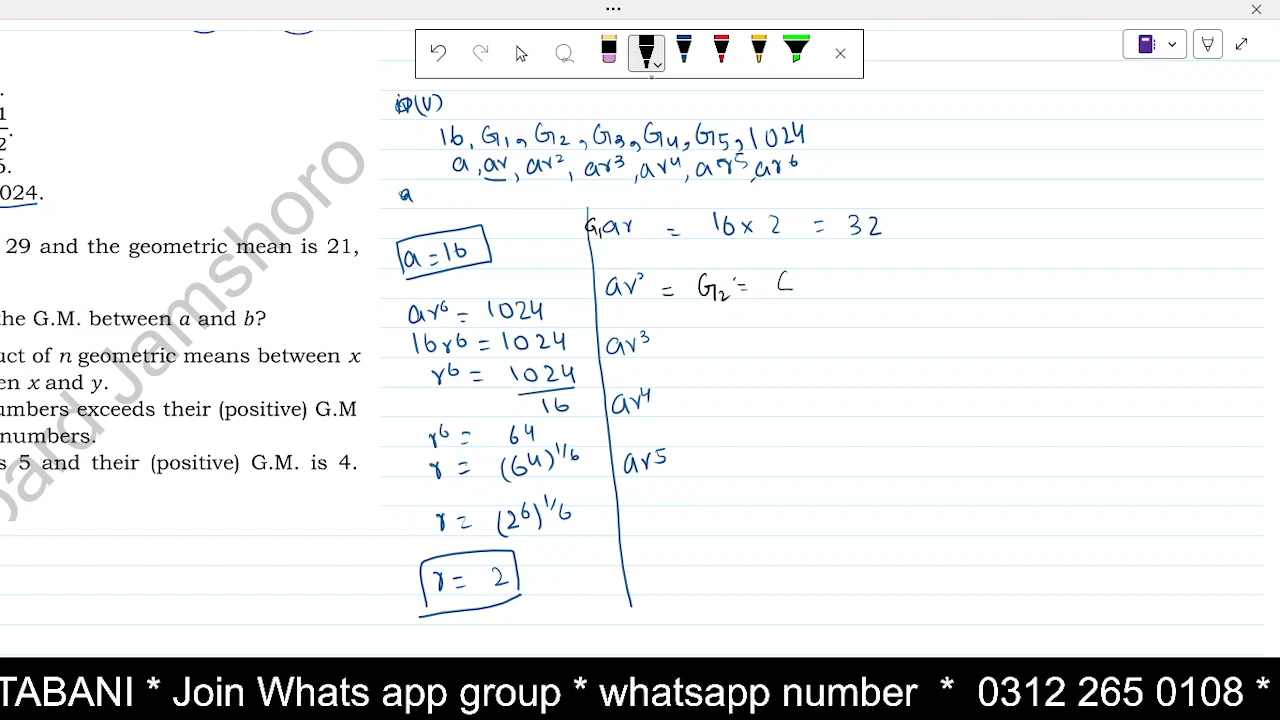 .
1
2
.
5.
024.
29 and the geometric mean is 21,
the G.M. between a and b?
uct of n geometric means between x
en x and y.
umbers exceeds their (positive) G.M
numbers.
s 5 and their (positive) G.M. is 4.
oard Jamshoro
(v)
16, G1, G2, G3, G4, G5, 1024
a, ar, ar², ar³, ar⁴, ar⁵, ar⁶
a
a = 16
ar⁶ = 1024
16r⁶ = 1024
r⁶ = 1024
16
r⁶ = 64
r = (64)^1/6
r = (2⁶)^1/6
r = 2
G1 ar = 16 x 2 = 32
ar² = G2 =
ar³
ar⁴
ar⁵
TABANI * Join Whats app group * whatsapp number * 0312 265 0108 *